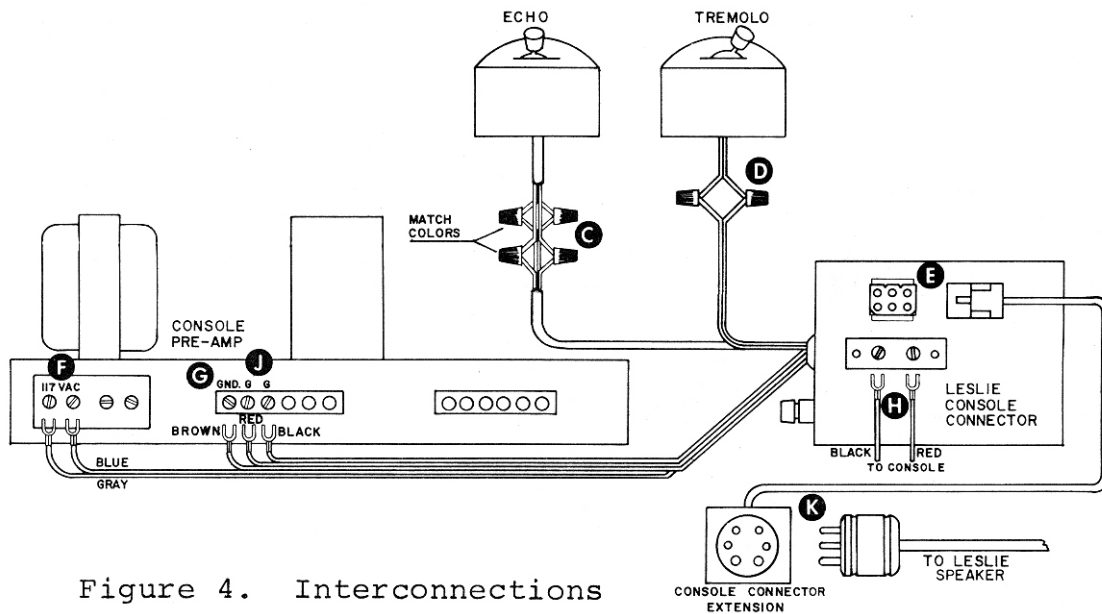 ECHO
TREMOLO
D
MATCH
COLORS
C
E
CONSOLE
PRE-AMP
F
117 VAC
G
J
GND. G G
RED
BROWN
BLACK
H
LESLIE
CONSOLE
CONNECTOR
BLACK
RED
TO CONSOLE
BLUE
GRAY
K
TO LESLIE
SPEAKER
CONSOLE CONNECTOR
EXTENSION
Figure 4. Interconnections